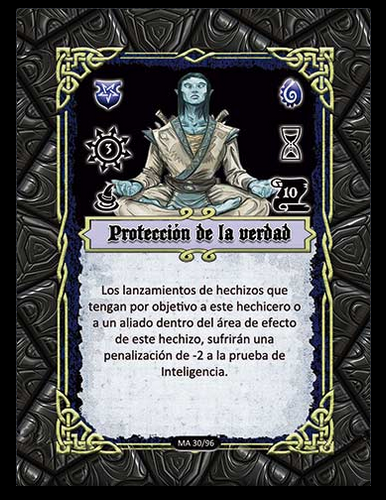 3
10
Protección de la verdad
Los lanzamientos de hechizos que
tengan por objetivo a este hechicero o
a un aliado dentro del área de efecto
de este hechizo, sufrirán una
penalización de -2 a la prueba de
Inteligencia.
MA 30/96